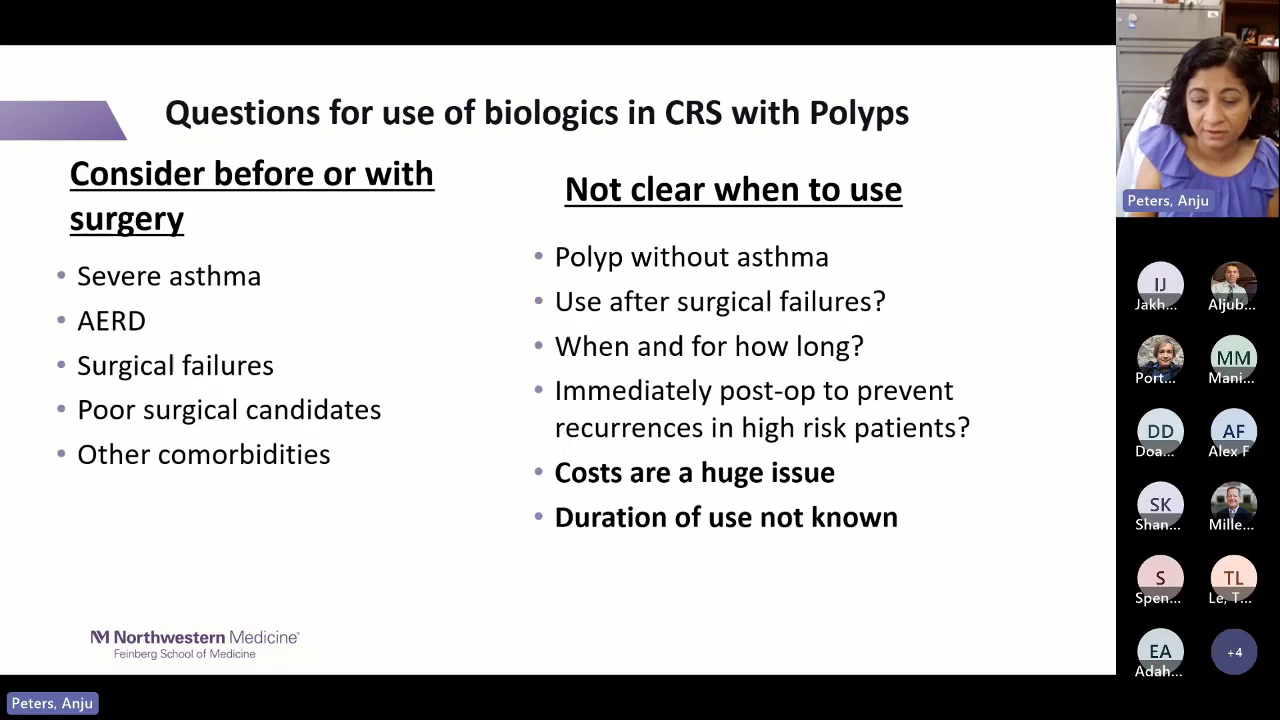 Questions for use of biologics in CRS with Polyps
Consider before or with
surgery
• Severe asthma
• AERD
• Surgical failures
• Poor surgical candidates
• Other comorbidities
Not clear when to use
• Polyp without asthma
• Use after surgical failures?
• When and for how long?
• Immediately post-op to prevent
recurrences in high risk patients?
• Costs are a huge issue
• Duration of use not known
M Northwestern Medicine®
Feinberg School of Medicine
Peters, Anju
Peters, Anju
IJ
Jakh...
Aljub...
Port...
MM
Mani...
DD
Doa...
AF
Alex F
SK
Shan...
Mille...
S
Spen...
TL
Le, T...
EA
Adah...
+4